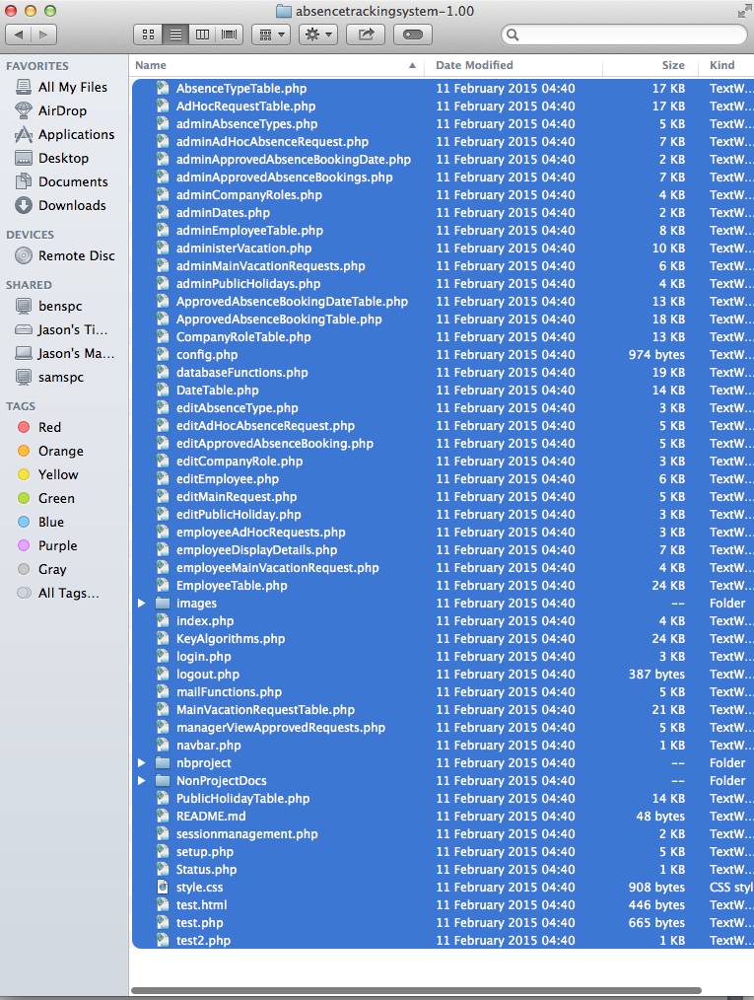 absencetrackingsystem-1.00
FAVORITES
All My Files
AirDrop
Applications
Desktop
Documents
Downloads
DEVICES
Remote Disc
SHARED
benspc
Jason's Ti...
Jason's Ma...
samspc
TAGS
Red
Orange
Yellow
Green
Blue
Purple
Gray
All Tags...
Name Date Modified Size Kind
AbsenceTypeTable.php 11 February 2015 04:40 17 KB TextW...
AdHocRequestTable.php 11 February 2015 04:40 17 KB TextW...
adminAbsenceTypes.php 11 February 2015 04:40 5 KB TextW...
adminAdHocAbsenceRequest.php 11 February 2015 04:40 7 KB TextW...
adminApprovedAbsenceBookingDate.php 11 February 2015 04:40 2 KB TextW...
adminApprovedAbsenceBookings.php 11 February 2015 04:40 7 KB TextW...
adminCompanyRoles.php 11 February 2015 04:40 4 KB TextW...
adminDates.php 11 February 2015 04:40 2 KB TextW...
adminEmployeeTable.php 11 February 2015 04:40 8 KB TextW...
administerVacation.php 11 February 2015 04:40 10 KB TextW...
adminMainVacationRequests.php 11 February 2015 04:40 6 KB TextW...
adminPublicHolidays.php 11 February 2015 04:40 4 KB TextW...
ApprovedAbsenceBookingDateTable.php 11 February 2015 04:40 13 KB TextW...
ApprovedAbsenceBookingTable.php 11 February 2015 04:40 18 KB TextW...
CompanyRoleTable.php 11 February 2015 04:40 13 KB TextW...
config.php 11 February 2015 04:40 974 bytes TextW...
databaseFunctions.php 11 February 2015 04:40 19 KB TextW...
DateTable.php 11 February 2015 04:40 14 KB TextW...
editAbsenceType.php 11 February 2015 04:40 3 KB TextW...
editAdHocAbsenceRequest.php 11 February 2015 04:40 5 KB TextW...
editApprovedAbsenceBooking.php 11 February 2015 04:40 5 KB TextW...
editCompanyRole.php 11 February 2015 04:40 3 KB TextW...
editEmployee.php 11 February 2015 04:40 6 KB TextW...
editMainRequest.php 11 February 2015 04:40 5 KB TextW...
editPublicHoliday.php 11 February 2015 04:40 3 KB TextW...
employeeAdHocRequests.php 11 February 2015 04:40 3 KB TextW...
employeeDisplayDetails.php 11 February 2015 04:40 7 KB TextW...
employeeMainVacationRequest.php 11 February 2015 04:40 4 KB TextW...
EmployeeTable.php 11 February 2015 04:40 24 KB TextW...
images 11 February 2015 04:40 -- Folder
index.php 11 February 2015 04:40 4 KB TextW...
KeyAlgorithms.php 11 February 2015 04:40 24 KB TextW...
login.php 11 February 2015 04:40 3 KB TextW...
logout.php 11 February 2015 04:40 387 bytes TextW...
mailFunctions.php 11 February 2015 04:40 5 KB TextW...
MainVacationRequestTable.php 11 February 2015 04:40 21 KB TextW...
managerViewApprovedRequests.php 11 February 2015 04:40 5 KB TextW...
navbar.php 11 February 2015 04:40 1 KB TextW...
nbproject 11 February 2015 04:40 -- Folder
NonProjectDocs 11 February 2015 04:40 -- Folder
PublicHolidayTable.php 11 February 2015 04:40 14 KB TextW...
README.md 11 February 2015 04:40 48 bytes TextW...
sessionmanagement.php 11 February 2015 04:40 2 KB TextW...
setup.php 11 February 2015 04:40 5 KB TextW...
Status.php 11 February 2015 04:40 1 KB TextW...
style.css 11 February 2015 04:40 908 bytes CSS styl
test.html 11 February 2015 04:40 446 bytes TextW...
test.php 11 February 2015 04:40 665 bytes TextW...
test2.php 11 February 2015 04:40 1 KB TextW...